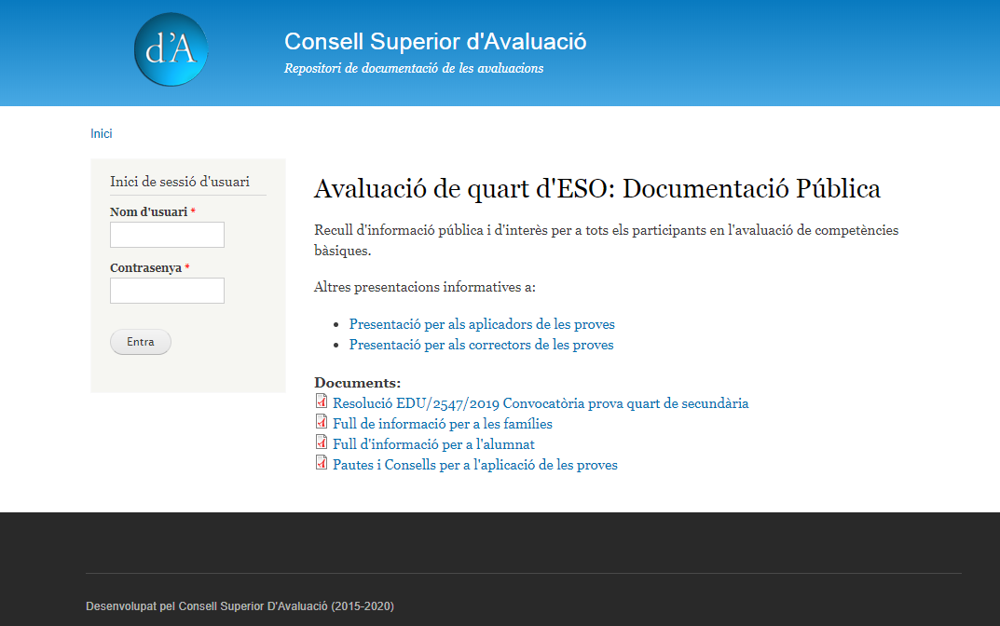 d'A
Consell Superior d'Avaluació
Repositori de documentació de les avaluacions
Inici
Inici de sessió d'usuari
Nom d'usuari *
Contrasenya *
Entra
Avaluació de quart d'ESO: Documentació Pública
Recull d'informació pública i d'interès per a tots els participants en l'avaluació de competències
bàsiques.
Altres presentacions informatives a:
Presentació per als aplicadors de les proves
Presentació per als correctors de les proves
Documents:
Resolució EDU/2547/2019 Convocatòria prova quart de secundària
Full de informació per a les famílies
Full d'informació per a l'alumnat
Pautes i Consells per a l'aplicació de les proves
Desenvolupat pel Consell Superior D'Avaluació (2015-2020)